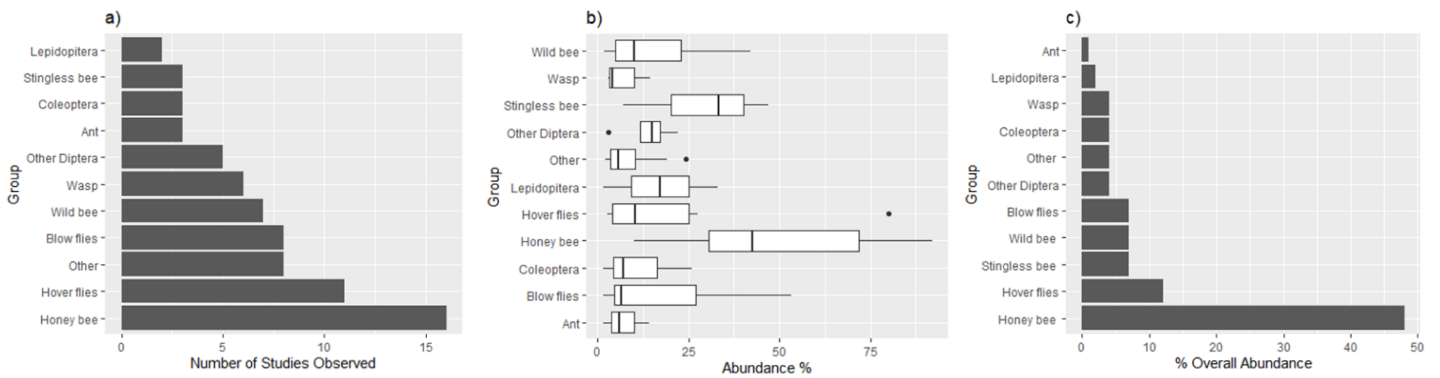 a)
Group
Lepidopitera
Stingless bee
Coleoptera
Ant
Other Diptera
Wasp
Wild bee
Blow flies
Other
Hover flies
Honey bee
0 5 10 15
Number of Studies Observed
b)
Group
Wild bee
Wasp
Stingless bee
Other Diptera
Other
Lepidopitera
Hover flies
Honey bee
Coleoptera
Blow flies
Ant
0 25 50 75
Abundance %
c)
Group
Ant
Lepidopitera
Wasp
Coleoptera
Other
Other Diptera
Blow flies
Wild bee
Stingless bee
Hover flies
Honey bee
0 10 20 30 40 50
% Overall Abundance